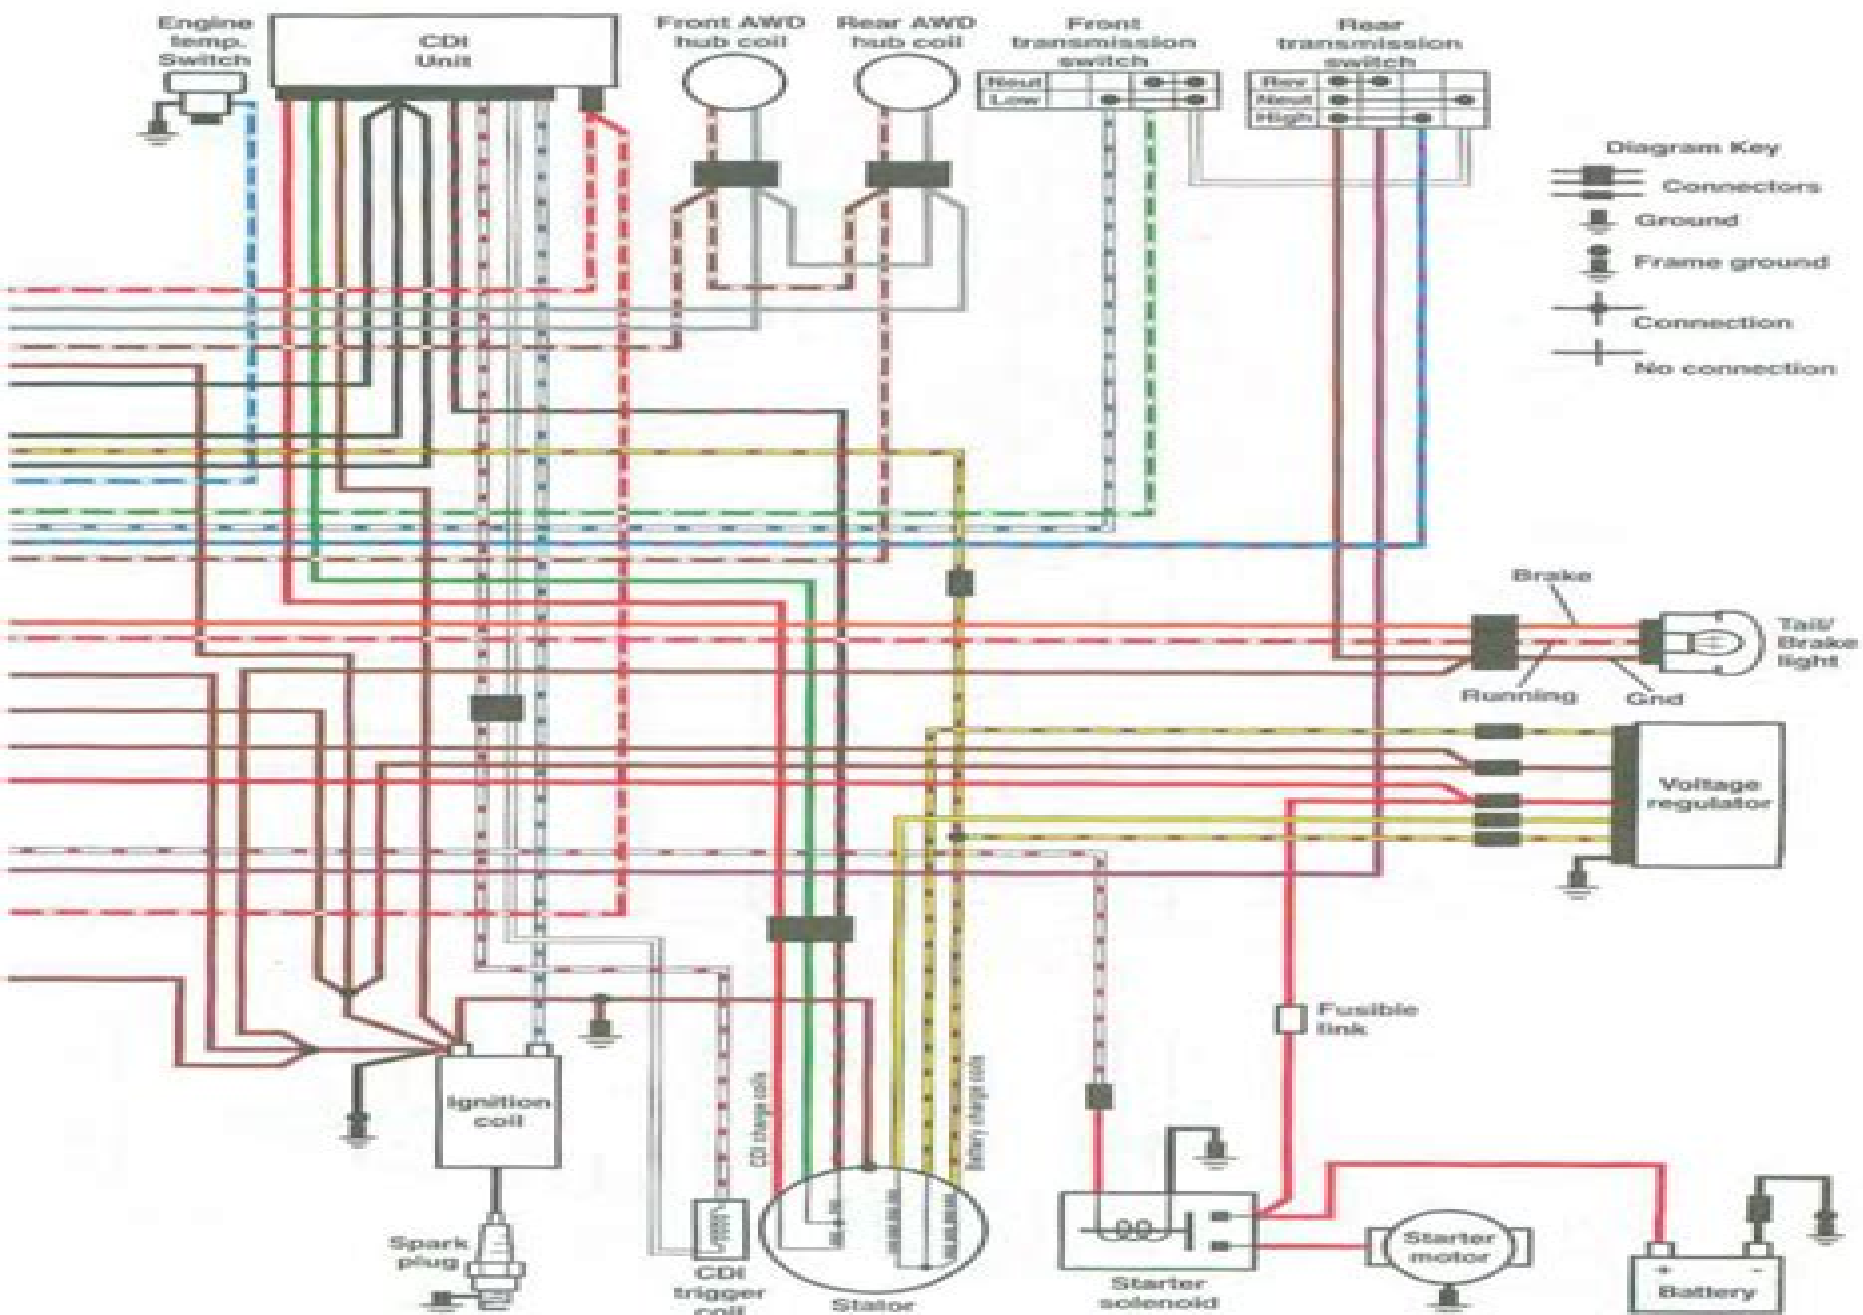 Engine
temp.
Switch
CDI
Unit
Front AWD
hub coil
Rear AWD
hub coil
Front
transmission
switch
Neut
Low
Rear
transmission
switch
Rev
Neut
High
Diagram Key
Connectors
Ground
Frame ground
Connection
No connection
Brake
Tail/
Brake
light
Running
Gnd
Voltage
regulator
Fusible
link
Ignition
coil
CDI charge coils
Battery charge coils
Spark
plug
CDI
trigger
coil
Stator
Starter
solenoid
Starter
motor
+
-
Battery